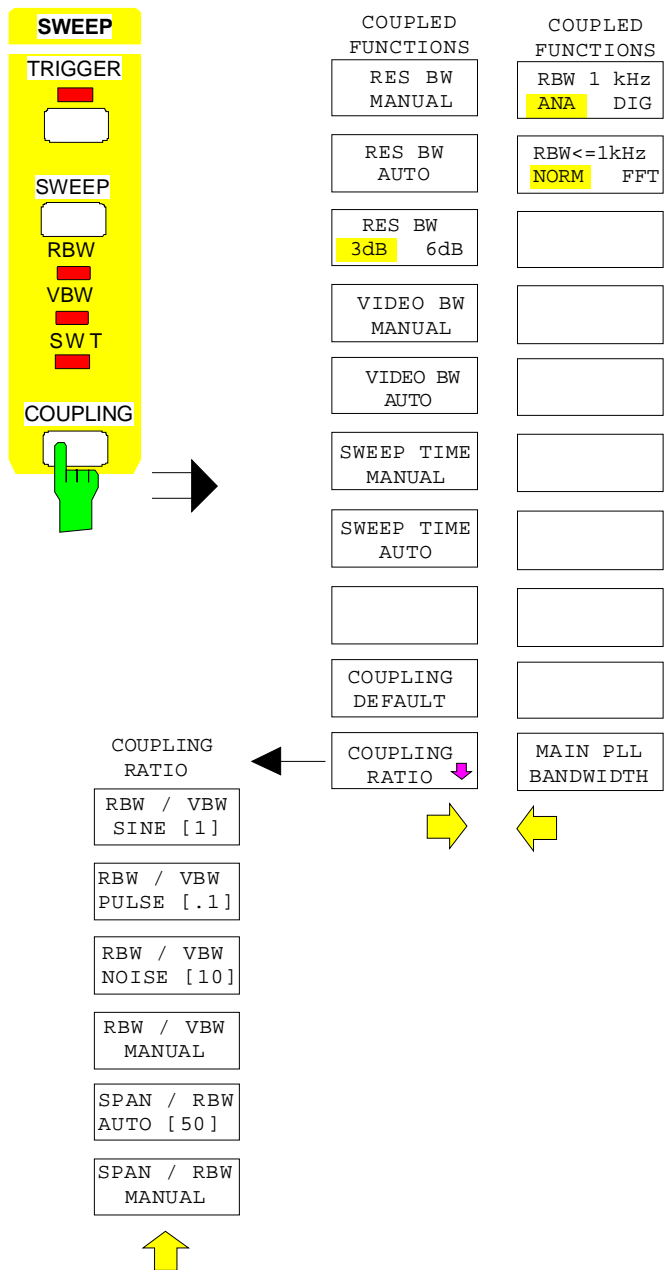 SWEEP
TRIGGER
SWEEP
RBW
VBW
SWT
COUPLING
COUPLED
FUNCTIONS
RES BW
MANUAL
RES BW
AUTO
RES BW
3dB 6dB
VIDEO BW
MANUAL
VIDEO BW
AUTO
SWEEP TIME
MANUAL
SWEEP TIME
AUTO
COUPLING
DEFAULT
COUPLING
RATIO
COUPLED
FUNCTIONS
RBW 1 kHz
ANA DIG
RBW<=1kHz
NORM FFT
MAIN PLL
BANDWIDTH
COUPLING
RATIO
RBW / VBW
SINE [1]
RBW / VBW
PULSE [.1]
RBW / VBW
NOISE [10]
RBW / VBW
MANUAL
SPAN / RBW
AUTO [50]
SPAN / RBW
MANUAL